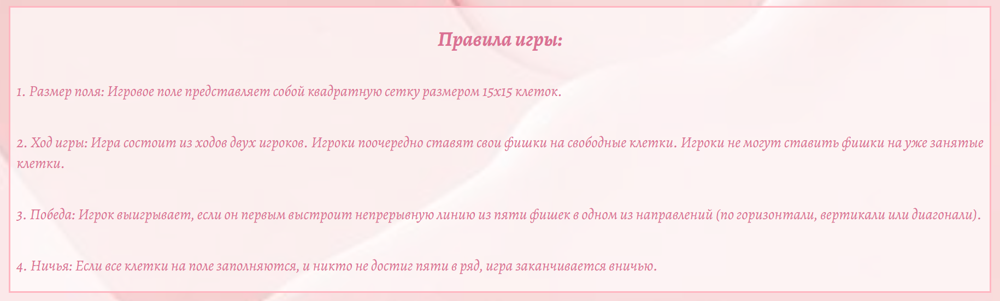 Правила игры:
1. Размер поля: Игровое поле представляет собой квадратную сетку размером 15x15 клеток.
2. Ход игры: Игра состоит из ходов двух игроков. Игроки поочередно ставят свои фишки на свободные клетки. Игроки не могут ставить фишки на уже занятые
клетки.
3. Победа: Игрок выигрывает, если он первым выстроит непрерывную линию из пяти фишек в одном из направлений (по горизонтали, вертикали или диагонали).
4. Ничья: Если все клетки на поле заполняются, и никто не достиг пяти в ряд, игра заканчивается вничью.